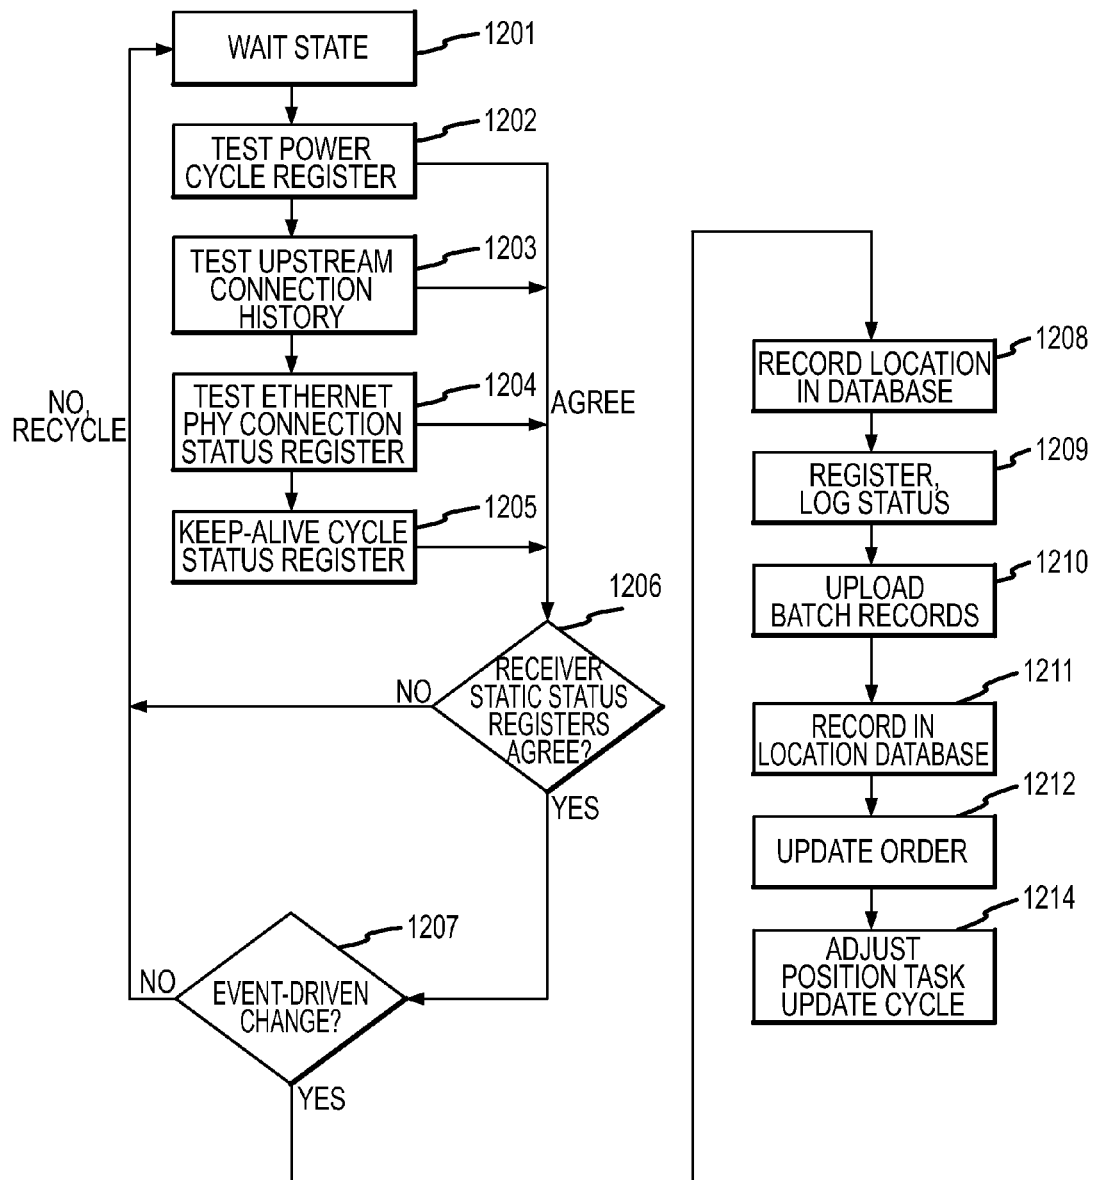 WAIT STATE
1201
TEST POWER
CYCLE REGISTER
1202
TEST UPSTREAM
CONNECTION
HISTORY
1203
TEST ETHERNET
PHY CONNECTION
STATUS REGISTER
1204
KEEP-ALIVE CYCLE
STATUS REGISTER
1205
AGREE
NO,
RECYCLE
1206
RECEIVER
STATIC STATUS
REGISTERS
AGREE?
NO
YES
1207
EVENT-DRIVEN
CHANGE?
NO
YES
RECORD LOCATION
IN DATABASE
1208
REGISTER,
LOG STATUS
1209
UPLOAD
BATCH RECORDS
1210
RECORD IN
LOCATION DATABASE
1211
UPDATE ORDER
1212
ADJUST
POSITION TASK
UPDATE CYCLE
1214